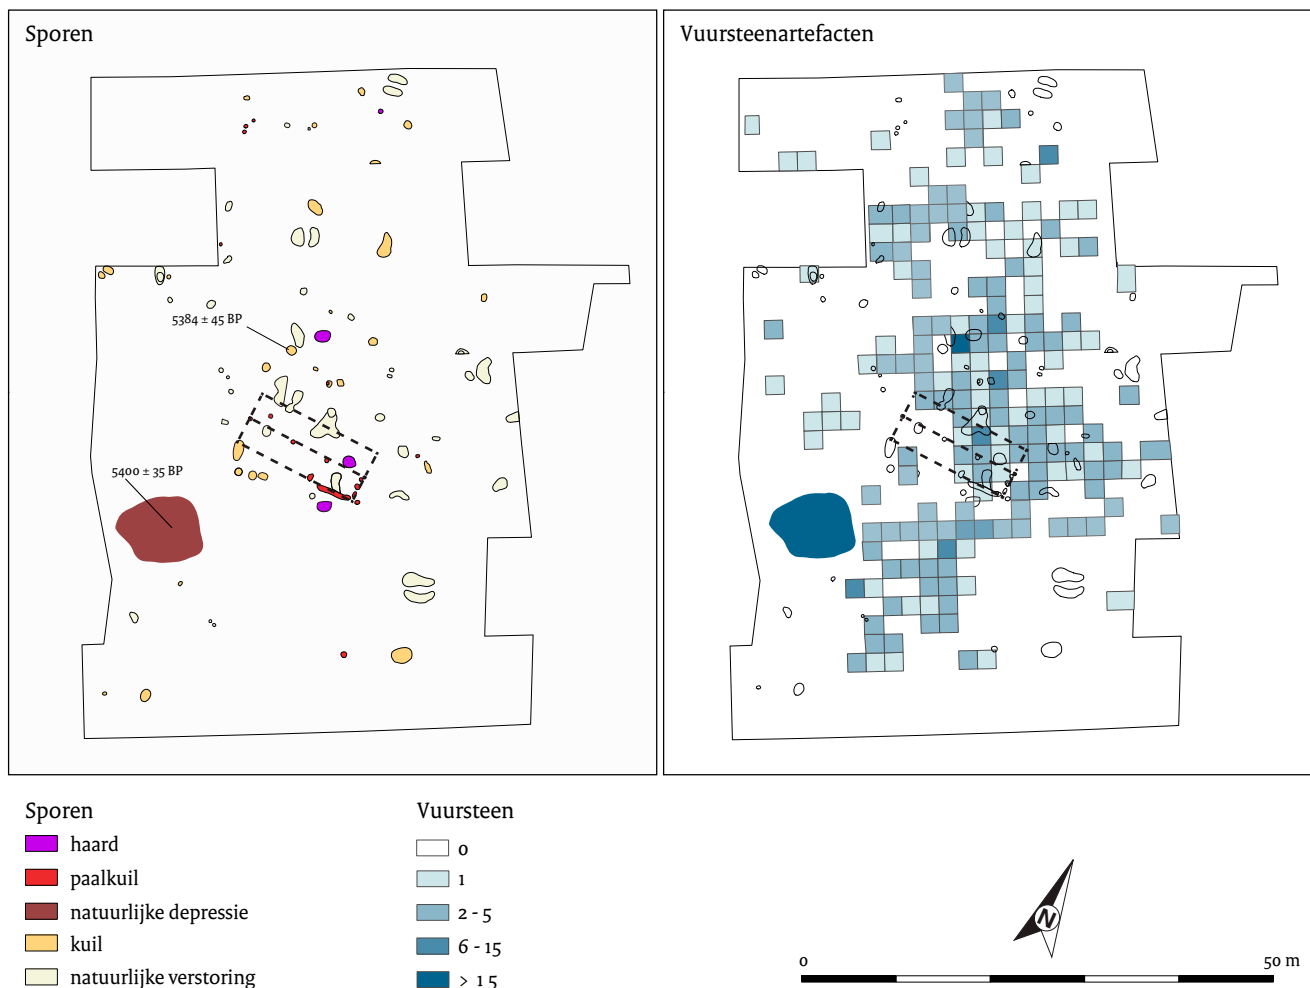 Sporen
5384 ± 45 BP
5400 ± 35 BP
Vuursteenartefacten
Sporen
haard
paalkuil
natuurlijke depressie
kuil
natuurlijke verstoring
Vuursteen
0
1
2 - 5
6 - 15
> 15
N
0 50 m